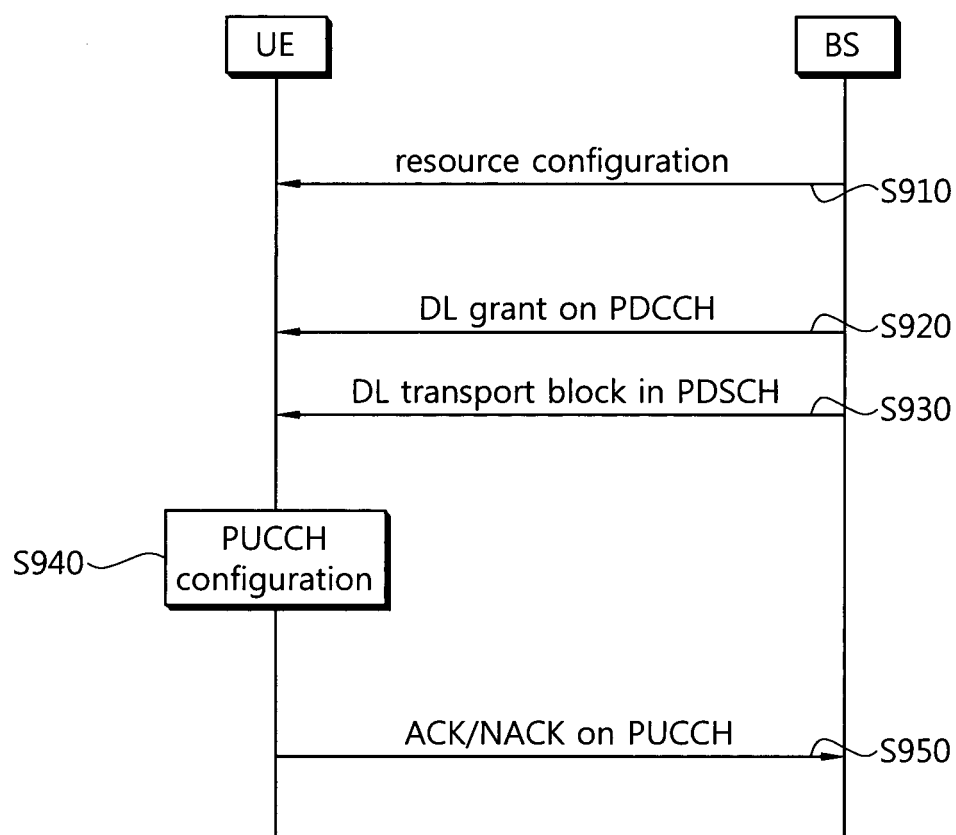 UE
BS
resource configuration
S910
DL grant on PDCCH
S920
DL transport block in PDSCH
S930
PUCCH
configuration
S940
ACK/NACK on PUCCH
S950